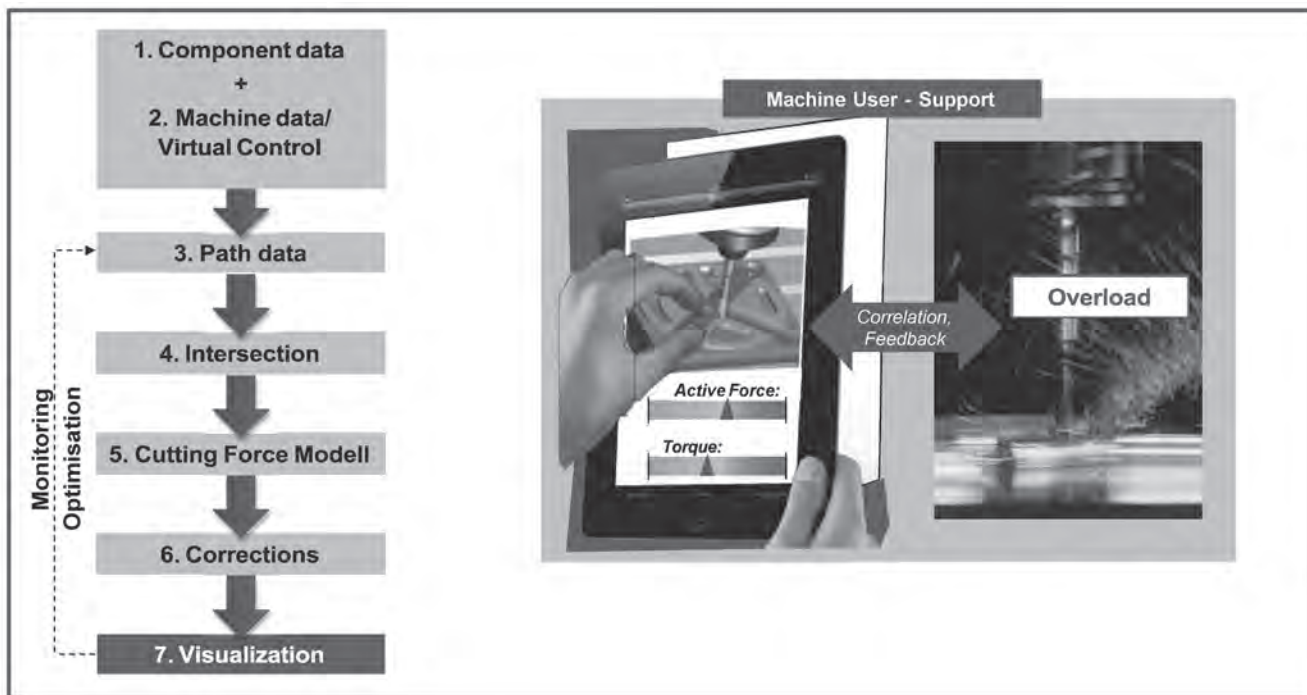 1. Component data
+
2. Machine data/
Virtual Control
3. Path data
4. Intersection
5. Cutting Force Modell
6. Corrections
7. Visualization
Monitoring
Optimisation
Machine User - Support
Active Force:
Torque:
Correlation,
Feedback
Overload